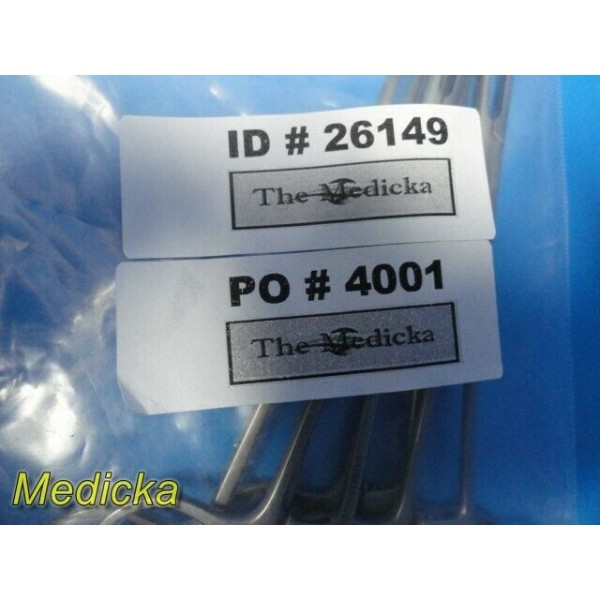 ID # 26149
The Medicka
PO # 4001
The Medicka
Medicka